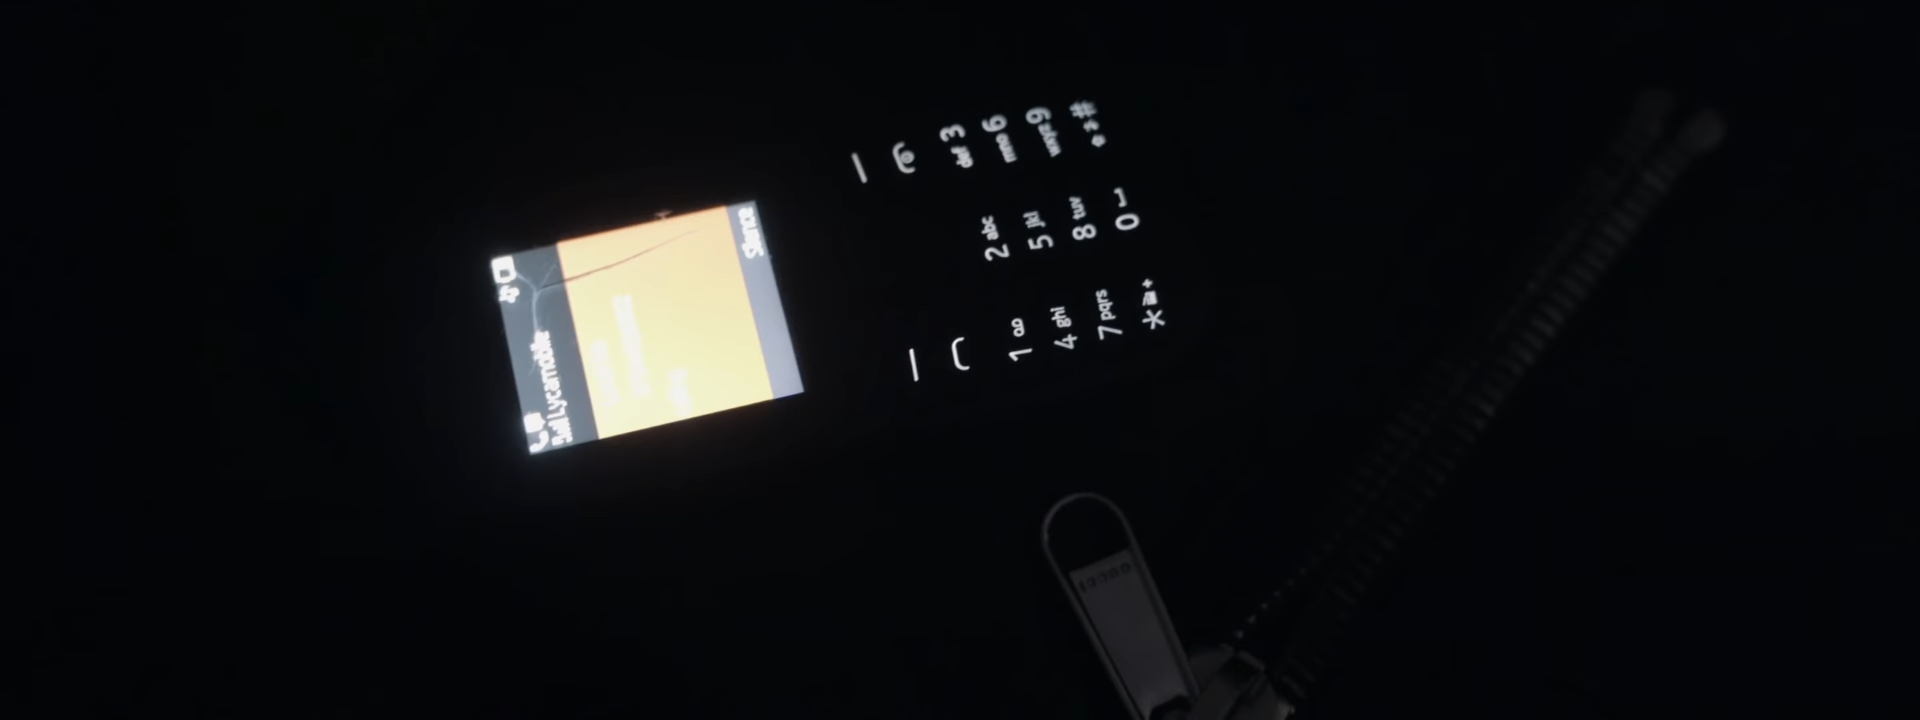 Lycamobile
Silence
1
2 abc
3 def
4 ghi
5 jkl
6 mno
7 pqrs
8 tuv
9 wxyz
* +
0
#
GUCCI